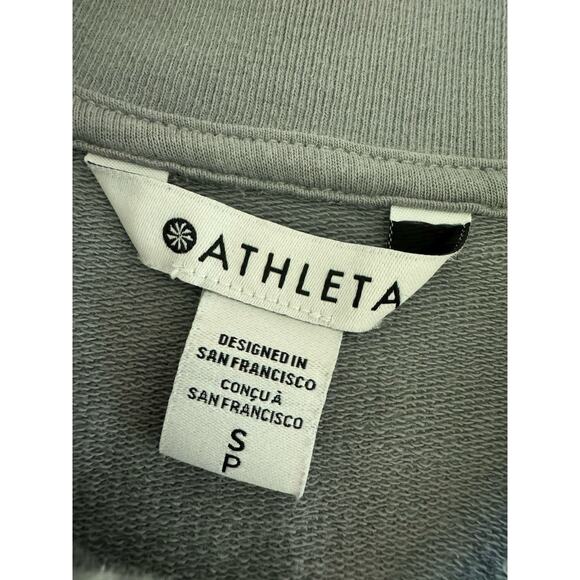 ATHLETA
DESIGNED IN
SAN FRANCISCO
CONÇU À
SAN FRANCISCO
S
P